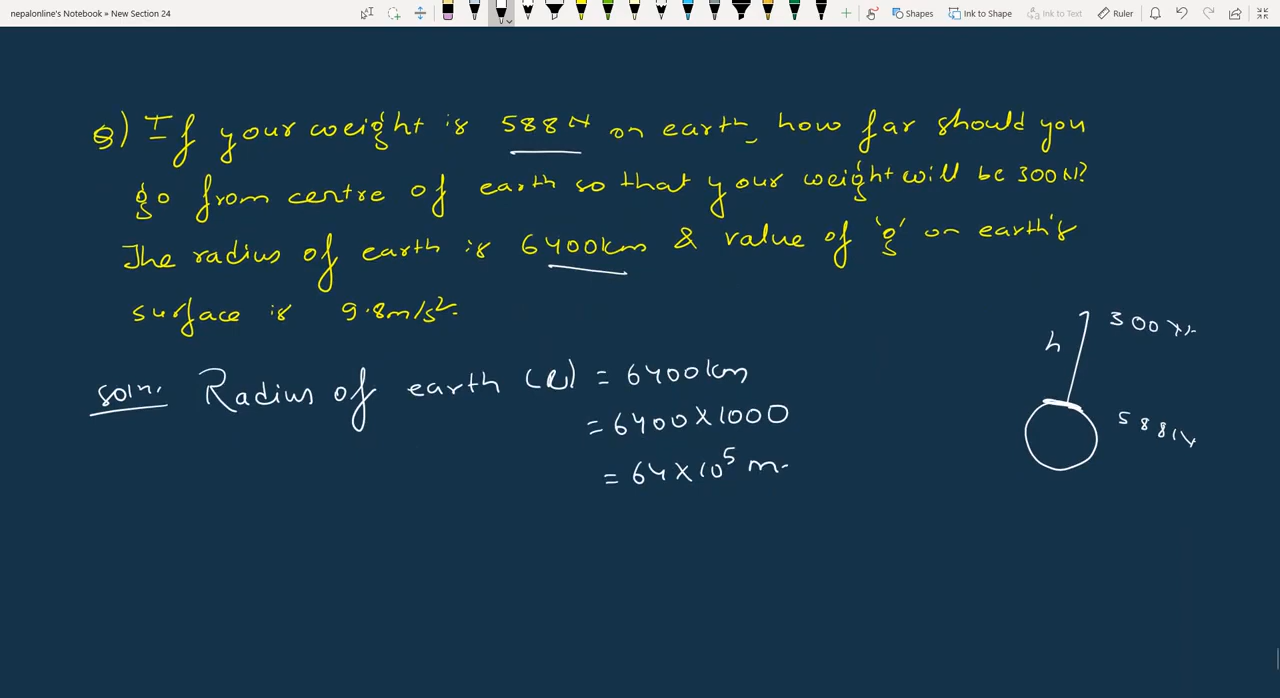 nepalonline's Notebook » New Section 24
Shapes Ink to Shape Ink to Text Ruler
Q) If your weight is 588N on earth, how far should you
go from centre of earth so that your weight will be 300N?
The radius of earth is 6400km & value of 'g' on earth's
surface is 9.8m/s².
soln. Radius of earth (R) = 6400km
= 6400×1000
= 64×10⁵ m.
h 300N
588N